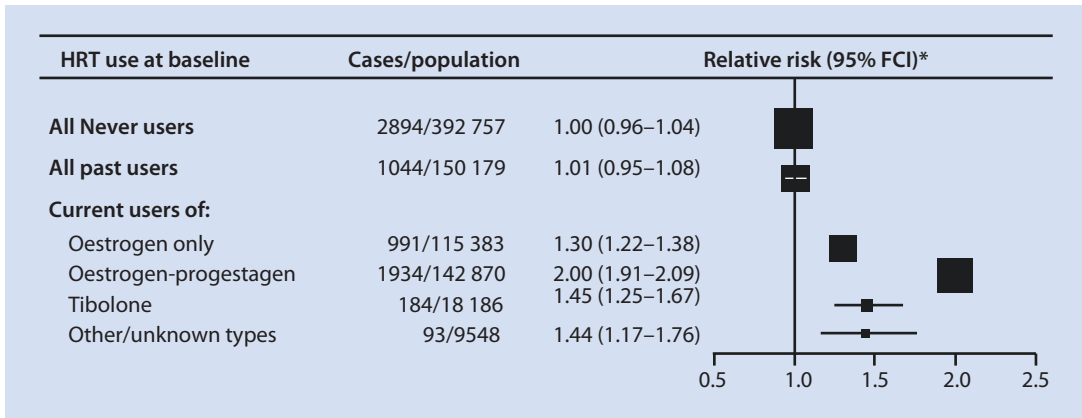 HRT use at baseline Cases/population Relative risk (95% FCI)*
All Never users 2894/392 757 1.00 (0.96–1.04)
All past users 1044/150 179 1.01 (0.95–1.08)
Current users of:
Oestrogen only 991/115 383 1.30 (1.22–1.38)
Oestrogen-progestagen 1934/142 870 2.00 (1.91–2.09)
Tibolone 184/18 186 1.45 (1.25–1.67)
Other/unknown types 93/9548 1.44 (1.17–1.76)
0.5 1.0 1.5 2.0 2.5